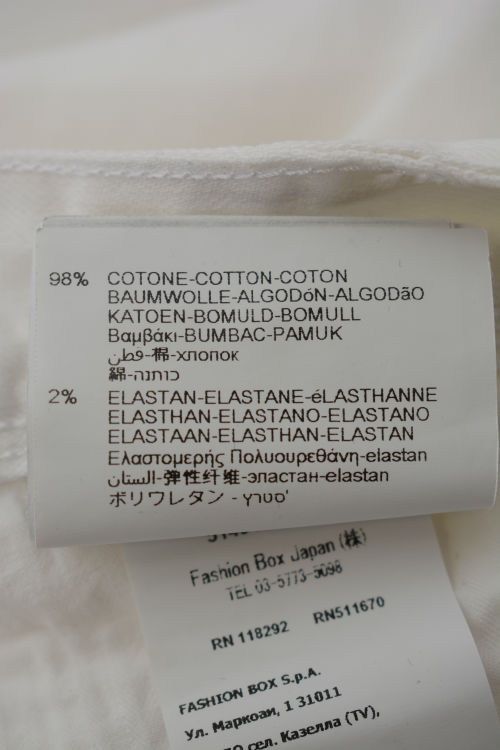 98% COTONE-COTTON-COTON
BAUMWOLLE-ALGODóN-ALGODãO
KATOEN-BOMULD-BOMULL
Βαμβάκι-BUMBAC-PAMUK
قطن-棉-хлопок
綿-כותנה
2% ELASTAN-ELASTANE-éLASTHANNE
ELASTHAN-ELASTANO-ELASTANO
ELASTAAN-ELASTHAN-ELASTAN
Ελαστομερής Πολυουρεθάνη-elastan
الستان-弹性纤维-эластан-elastan
ポリウレタン - סטרץ'
Fashion Box Japan (株)
TEL 03-5773-5098
RN 118292 RN511670
FASHION BOX S.p.A.
Ул. Маркоаи, 1 31011
сел. Казелла (TV),